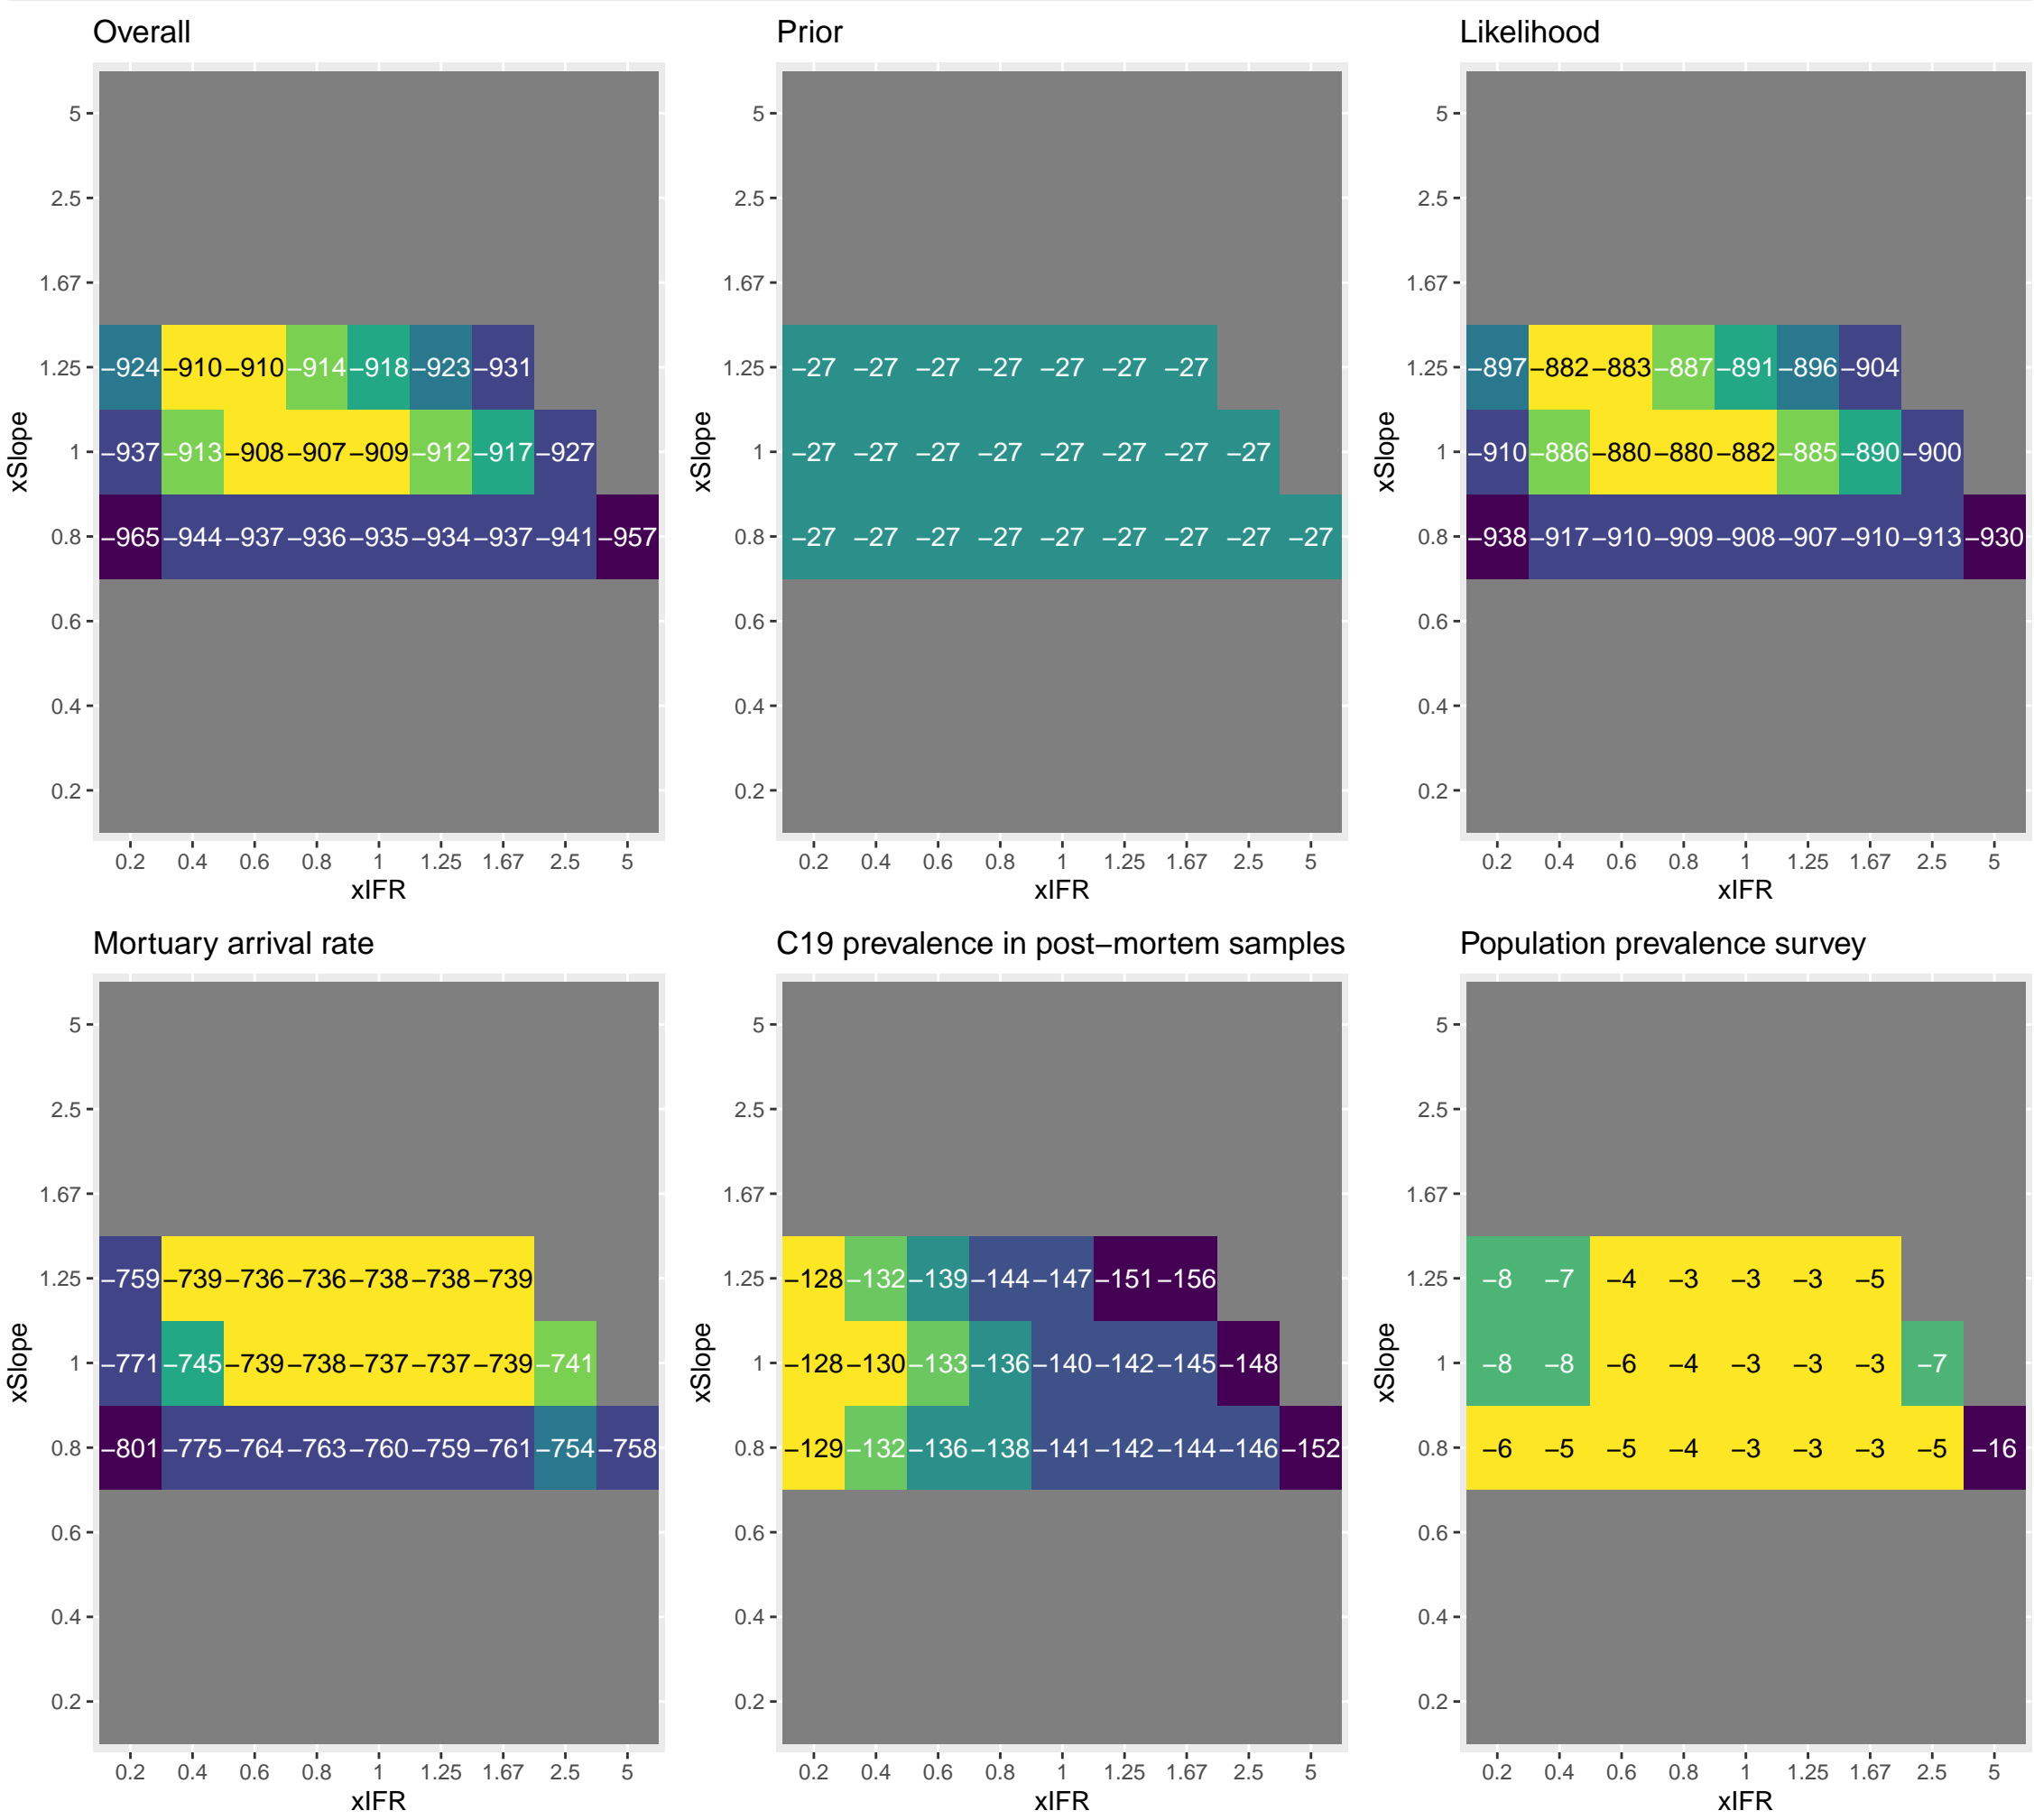 Overall
Prior
Likelihood
xSlope
5
2.5
1.67
1.25
1
0.8
0.6
0.4
0.2
−924 −910 −910 −914 −918 −923 −931
−937 −913 −908 −907 −909 −912 −917 −927
−965 −944 −937 −936 −935 −934 −937 −941 −957
0.2 0.4 0.6 0.8 1 1.25 1.67 2.5 5
xIFR
xSlope
5
2.5
1.67
1.25
1
0.8
0.6
0.4
0.2
−27 −27 −27 −27 −27 −27 −27
−27 −27 −27 −27 −27 −27 −27 −27
−27 −27 −27 −27 −27 −27 −27 −27 −27
0.2 0.4 0.6 0.8 1 1.25 1.67 2.5 5
xIFR
xSlope
5
2.5
1.67
1.25
1
0.8
0.6
0.4
0.2
−897 −882 −883 −887 −891 −896 −904
−910 −886 −880 −880 −882 −885 −890 −900
−938 −917 −910 −909 −908 −907 −910 −913 −930
0.2 0.4 0.6 0.8 1 1.25 1.67 2.5 5
xIFR
Mortuary arrival rate
C19 prevalence in post−mortem samples
Population prevalence survey
xSlope
5
2.5
1.67
1.25
1
0.8
0.6
0.4
0.2
−759 −739 −736 −736 −738 −738 −739
−771 −745 −739 −738 −737 −737 −739 −741
−801 −775 −764 −763 −760 −759 −761 −754 −758
0.2 0.4 0.6 0.8 1 1.25 1.67 2.5 5
xIFR
xSlope
5
2.5
1.67
1.25
1
0.8
0.6
0.4
0.2
−128 −132 −139 −144 −147 −151 −156
−128 −130 −133 −136 −140 −142 −145 −148
−129 −132 −136 −138 −141 −142 −144 −146 −152
0.2 0.4 0.6 0.8 1 1.25 1.67 2.5 5
xIFR
xSlope
5
2.5
1.67
1.25
1
0.8
0.6
0.4
0.2
−8 −7 −4 −3 −3 −3 −5
−8 −8 −6 −4 −3 −3 −3 −7
−6 −5 −5 −4 −3 −3 −3 −5 −16
0.2 0.4 0.6 0.8 1 1.25 1.67 2.5 5
xIFR